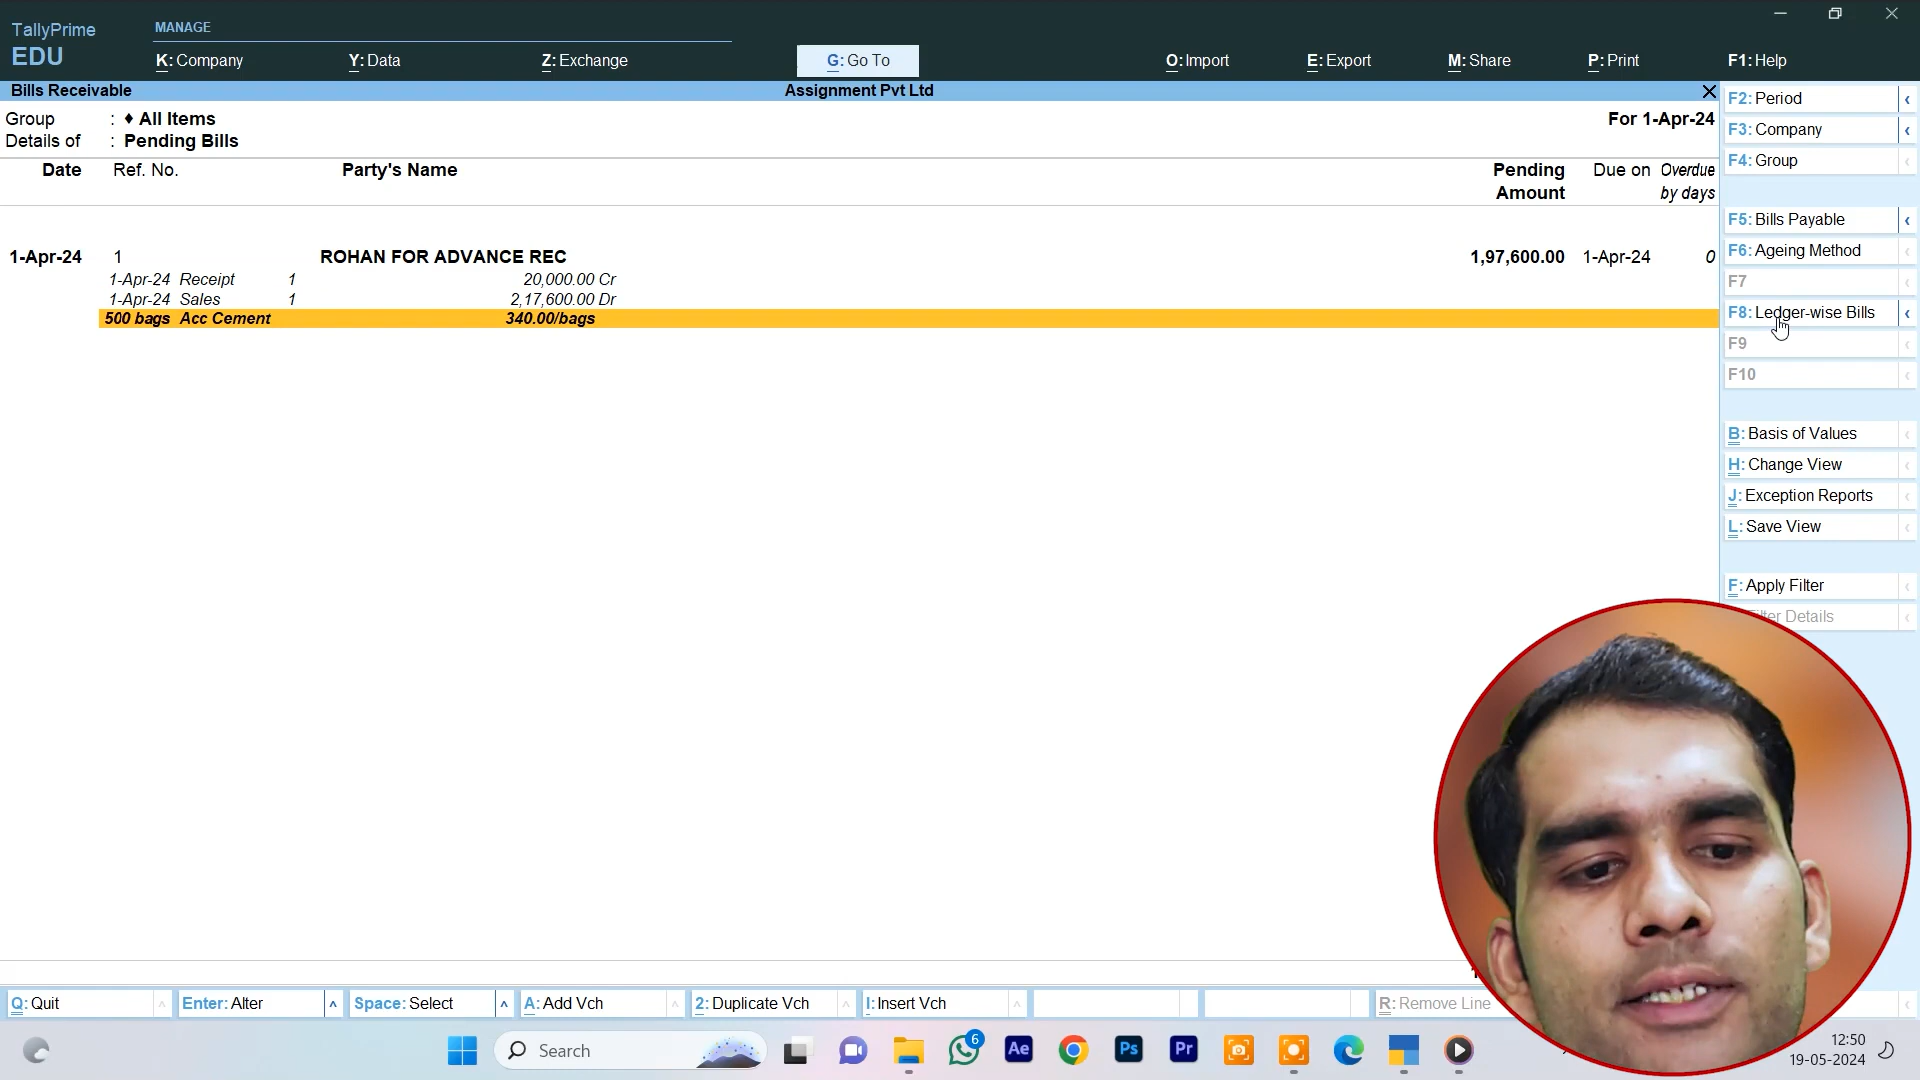 TallyPrime
EDU
MANAGE
K: Company
Y: Data
Z: Exchange
G: Go To
O: Import
E: Export
M: Share
P: Print
F1: Help
Bills Receivable
Assignment Pvt Ltd
Group : ♦ All Items
For 1-Apr-24
Details of : Pending Bills
Date Ref. No. Party's Name Pending Amount Due on Overdue by days
1-Apr-24 1 ROHAN FOR ADVANCE REC 1,97,600.00 1-Apr-24 0
1-Apr-24 Receipt 1 20,000.00 Cr
1-Apr-24 Sales 1 2,17,600.00 Dr
500 bags Acc Cement 340.00/bags
F2: Period
F3: Company
F4: Group
F5: Bills Payable
F6: Ageing Method
F7
F8: Ledger-wise Bills
F9
F10
B: Basis of Values
H: Change View
J: Exception Reports
L: Save View
F: Apply Filter
Details
Q: Quit
Enter: Alter
Space: Select
A: Add Vch
2: Duplicate Vch
I: Insert Vch
R: Remove Line
Search
6
Ae
Ps
Pr
12:50
19-05-2024